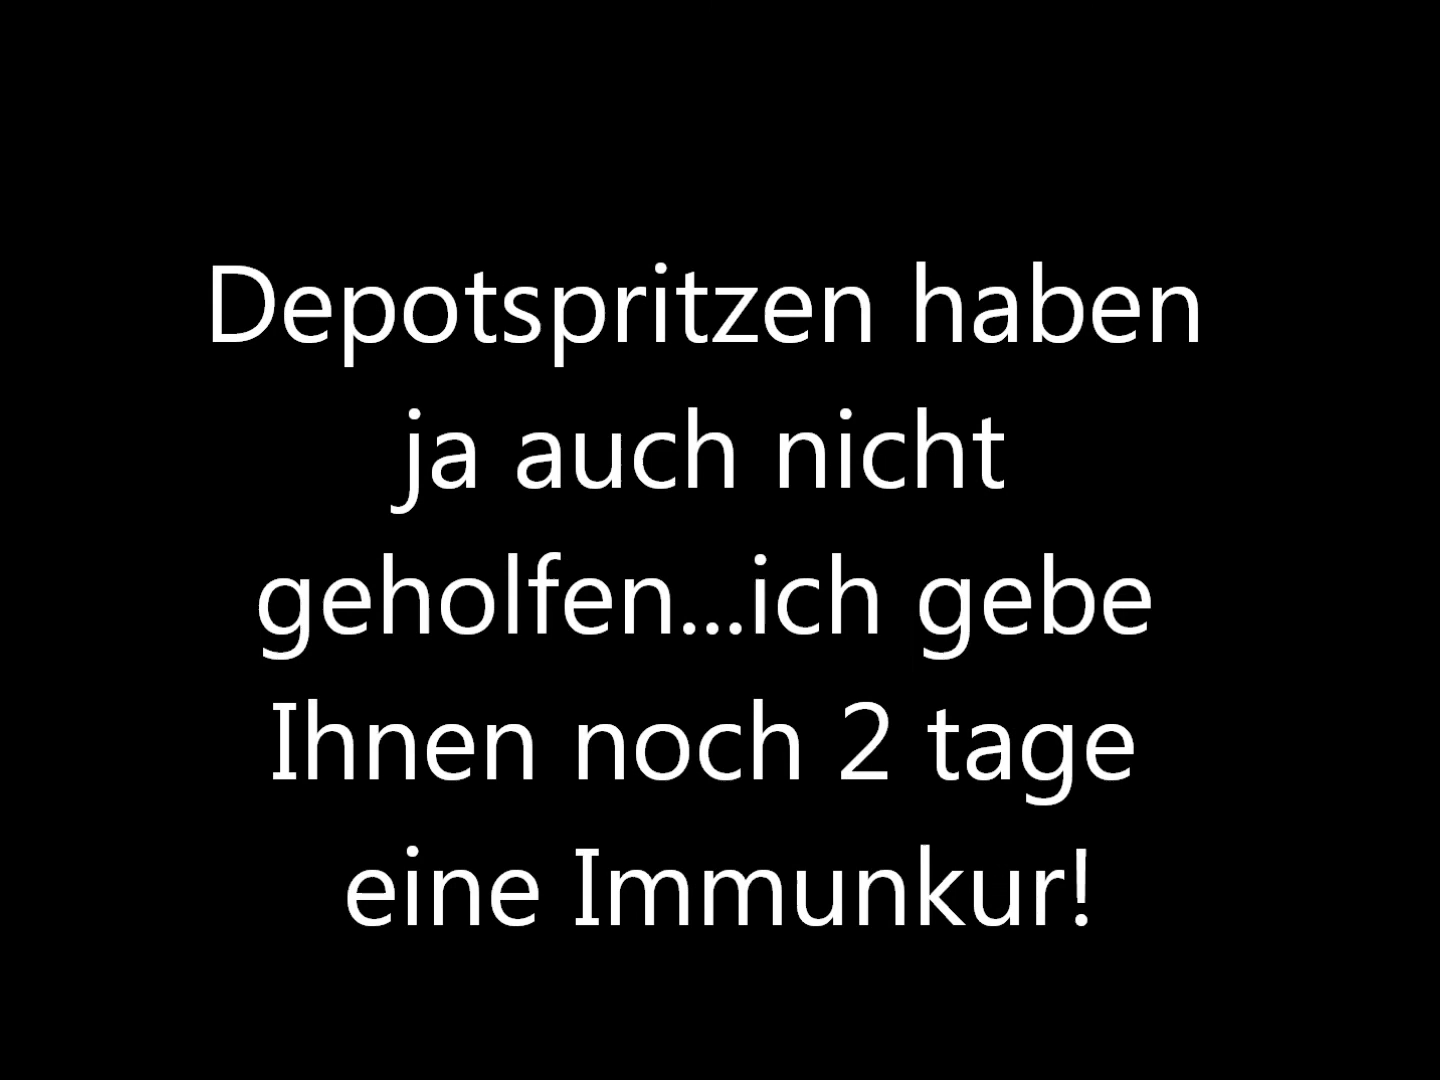 Depotspritzen haben
ja auch nicht
geholfen...ich gebe
Ihnen noch 2 tage
eine Immunkur!